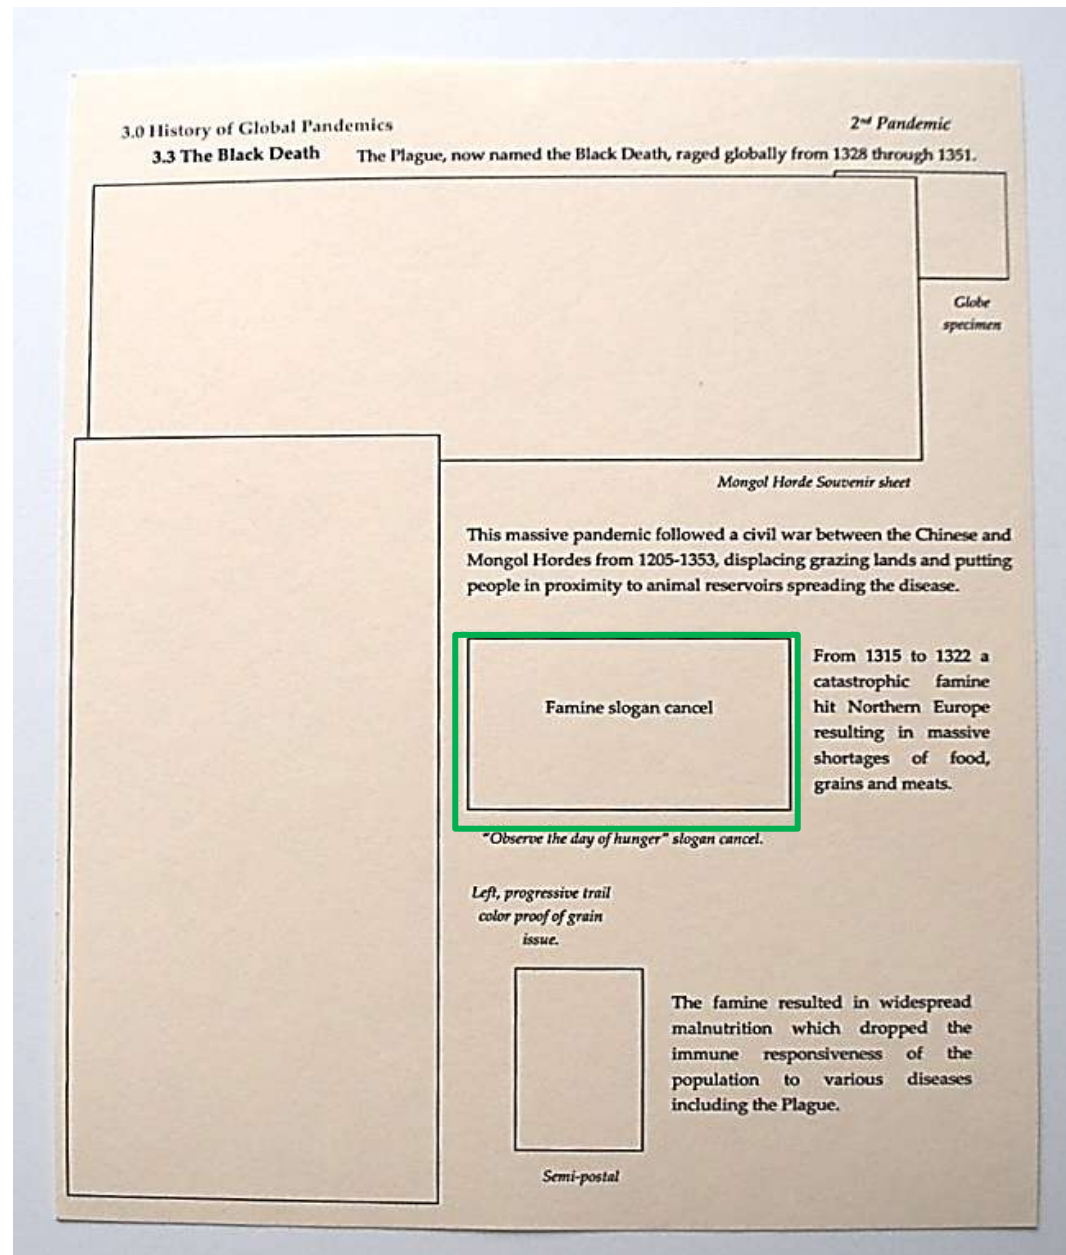 3.0 History of Global Pandemics
2nd Pandemic
3.3 The Black Death The Plague, now named the Black Death, raged globally from 1328 through 1351.
Globe
specimen
Mongol Horde Souvenir sheet
This massive pandemic followed a civil war between the Chinese and
Mongol Hordes from 1205-1353, displacing grazing lands and putting
people in proximity to animal reservoirs spreading the disease.
Famine slogan cancel
From 1315 to 1322 a
catastrophic famine
hit Northern Europe
resulting in massive
shortages of food,
grains and meats.
"Observe the day of hunger" slogan cancel.
Left, progressive trail
color proof of grain
issue.
The famine resulted in widespread
malnutrition which dropped the
immune responsiveness of the
population to various diseases
including the Plague.
Semi-postal